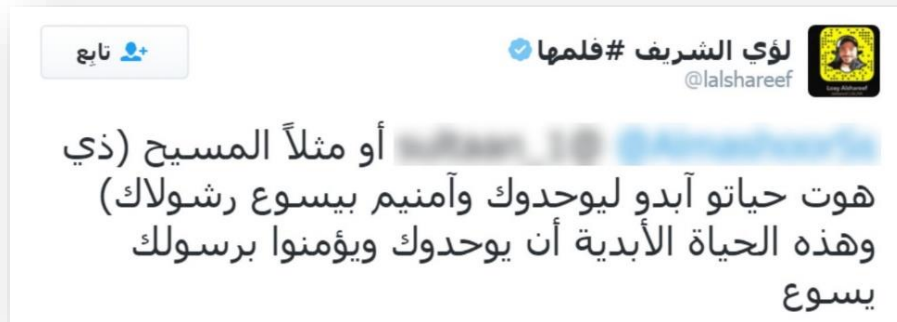 لؤي الشريف #فلمها
@lalshareef
تابِع
أو مثلاً المسيح (ذي
هوت حياتو آبدو ليوحدوك وآمنيم بيسوع رشولاك)
وهذه الحياة الأبدية أن يوحدوك ويؤمنوا برسولك
يسوع